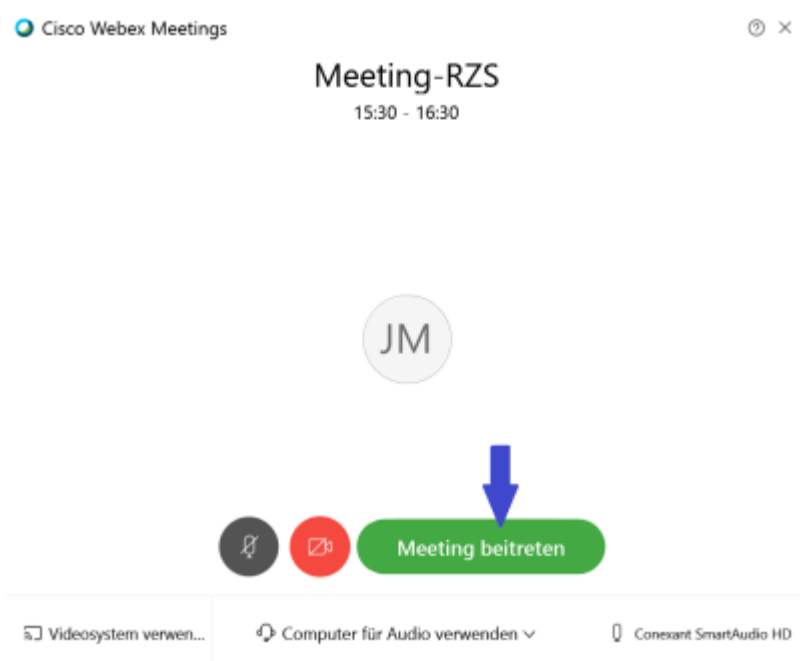 Cisco Webex Meetings
Meeting-RZS
15:30 - 16:30
JM
Meeting beitreten
Videosystem verwen...
Computer für Audio verwenden
Conexant SmartAudio HD